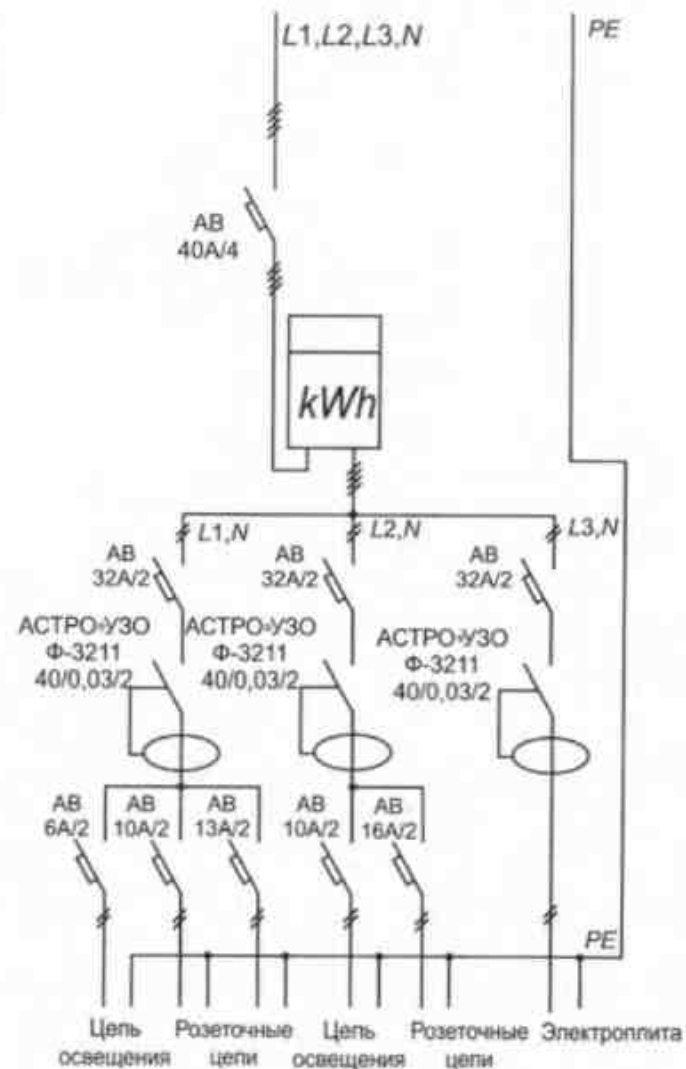 L1,L2,L3,N
PE
АВ
40А/4
kWh
L1,N
L2,N
L3,N
АВ
32А/2
АВ
32А/2
АВ
32А/2
АСТРО*УЗО
Ф-3211
40/0,03/2
АСТРО*УЗО
Ф-3211
40/0,03/2
АСТРО*УЗО
Ф-3211
40/0,03/2
АВ
6А/2
АВ
10А/2
АВ
13А/2
АВ
10А/2
АВ
16А/2
PE
Цепь
освещения
Розеточные
цепи
Цепь
освещения
Розеточные
цепи
Электроплита